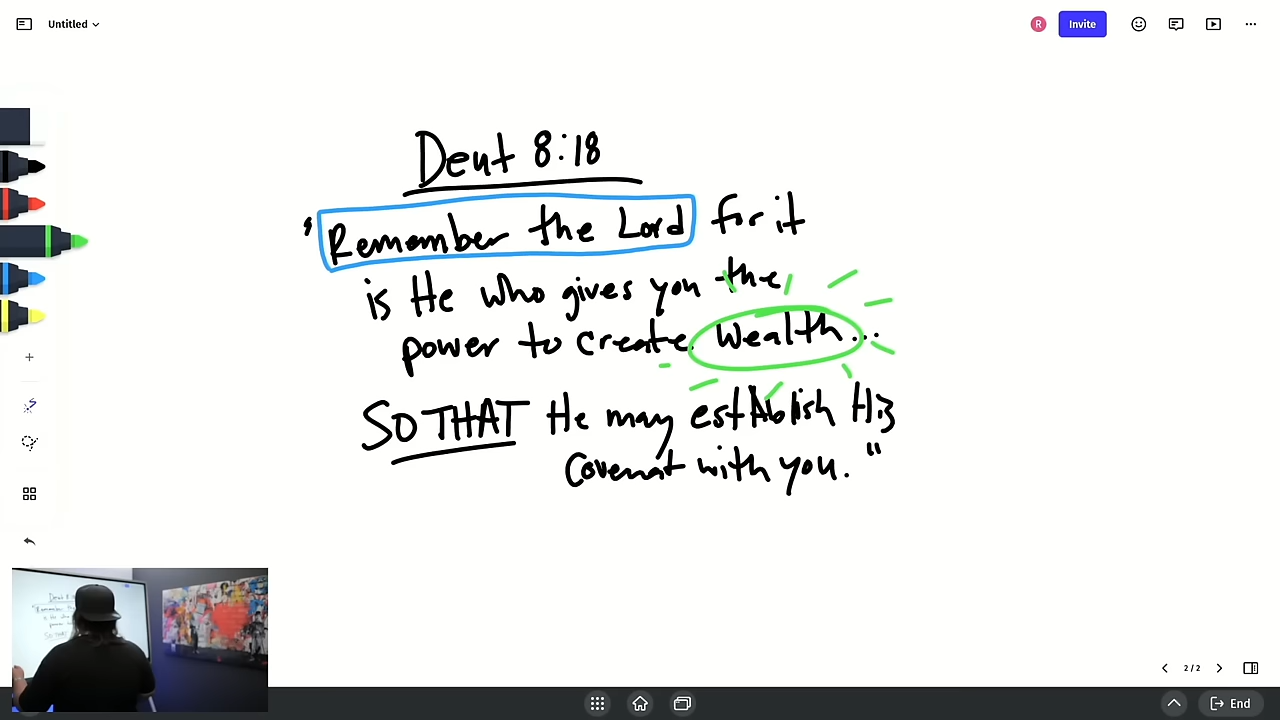 Untitled
R
Invite
Deut 8:18
"Remember the Lord for it
is He who gives you the
power to create wealth...
SO THAT He may estAblish His
Covenat with you."
2/2
End